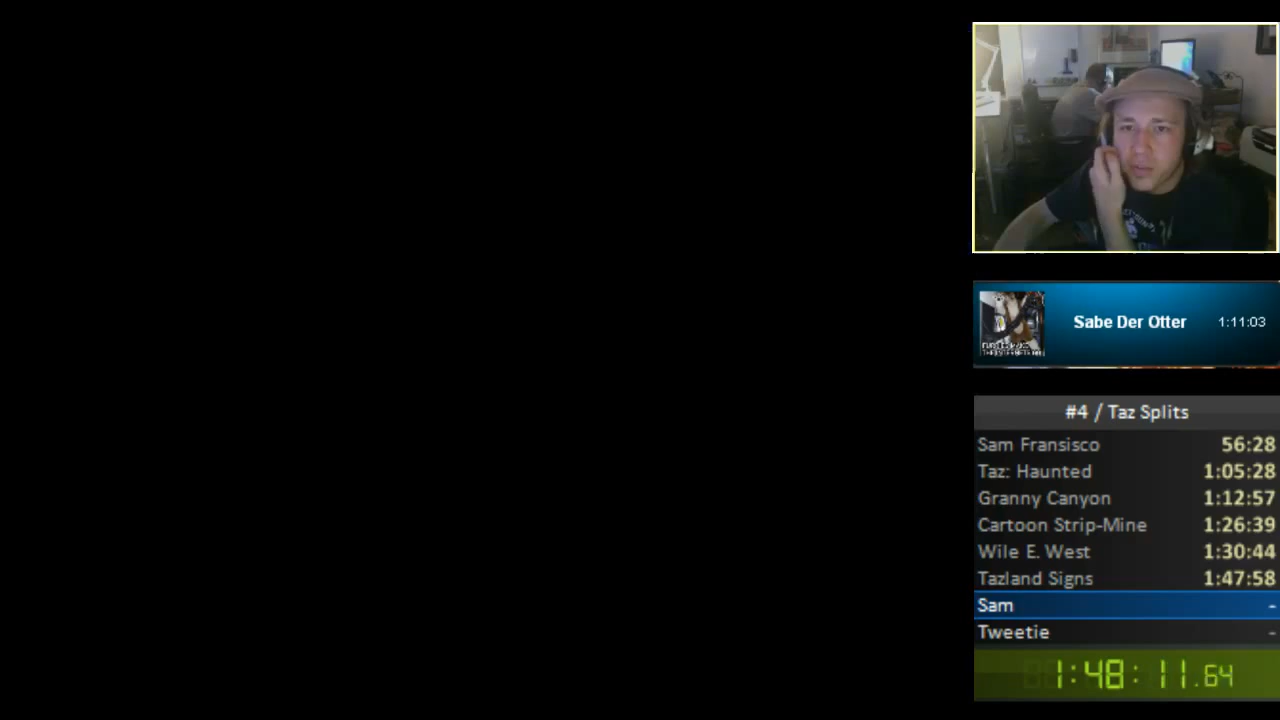 Sabe Der Otter 1:11:03
#4 / Taz Splits
Sam Fransisco 56:28
Taz: Haunted 1:05:28
Granny Canyon 1:12:57
Cartoon Strip-Mine 1:26:39
Wile E. West 1:30:44
Tazland Signs 1:47:58
Sam -
Tweetie -
1:48:11.64